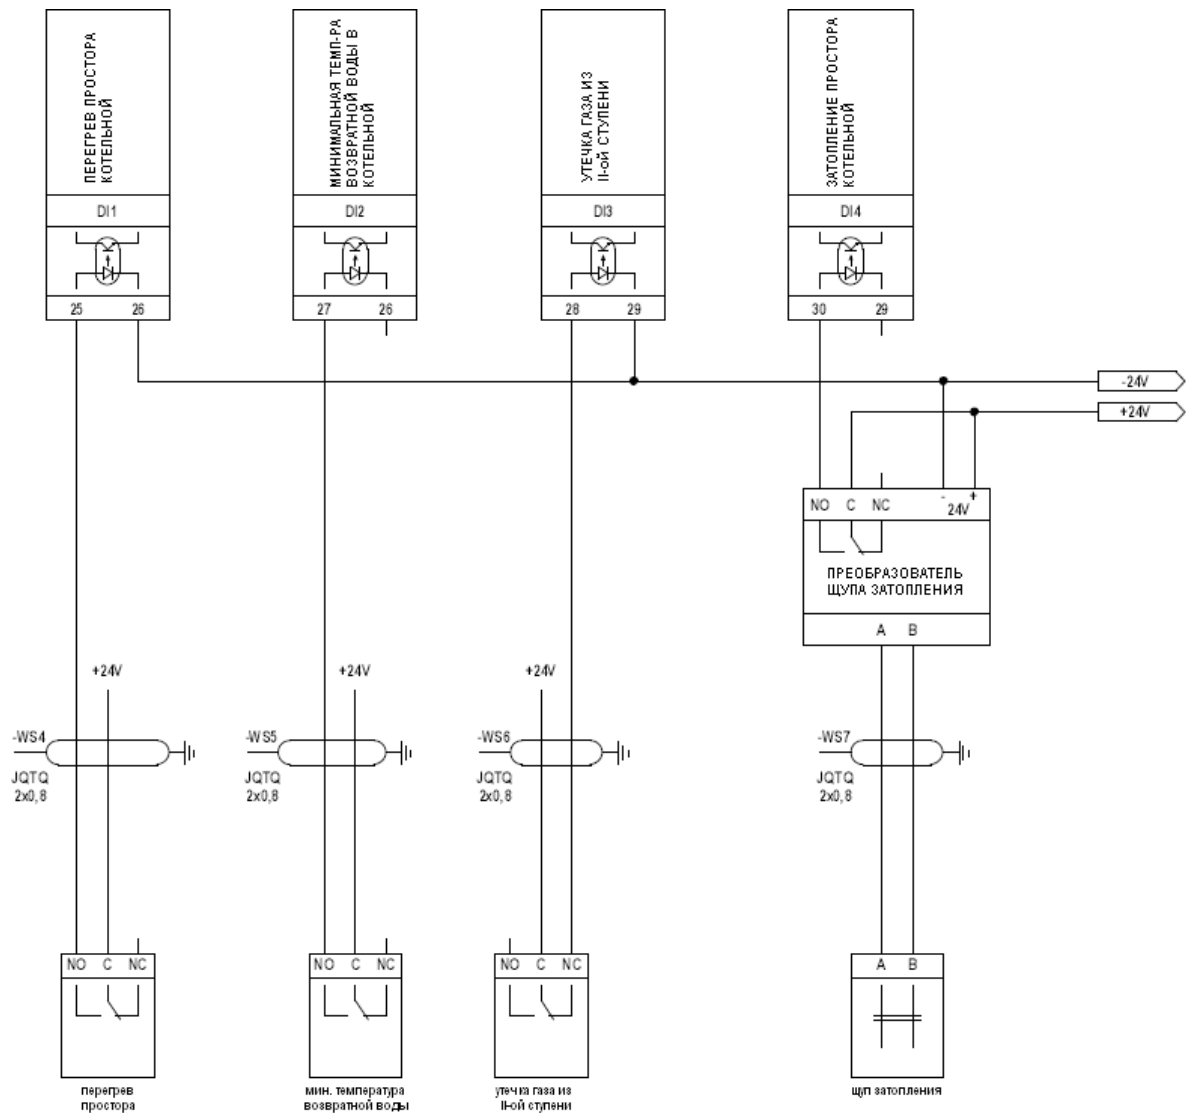 ПЕРЕГРЕВ ПРОСТОРА
КОТЕЛЬНОЙ
МИНИМАЛЬНАЯ ТЕМП-РА
ВОЗВРАТНОЙ ВОДЫ В
КОТЕЛЬНОЙ
УТЕЧКА ГАЗА ИЗ
II-ой СТУПЕНИ
ЗАТОПЛЕНИЕ ПРОСТОРА
КОТЕЛЬНОЙ
DI1
DI2
DI3
DI4
25 26
27 26
28 29
30 29
-24V
+24V
NO C NC - +
24V
ПРЕОБРАЗОВАТЕЛЬ
ЩУПА ЗАТОПЛЕНИЯ
A B
+24V
+24V
+24V
-WS4
JQTQ
2x0,8
-WS5
JQTQ
2x0,8
-WS6
JQTQ
2x0,8
-WS7
JQTQ
2x0,8
NO C NC
NO C NC
NO C NC
A B
перегрев
простора
мин. температура
возвратной воды
утечка газа из
II-ой ступени
щуп затопления